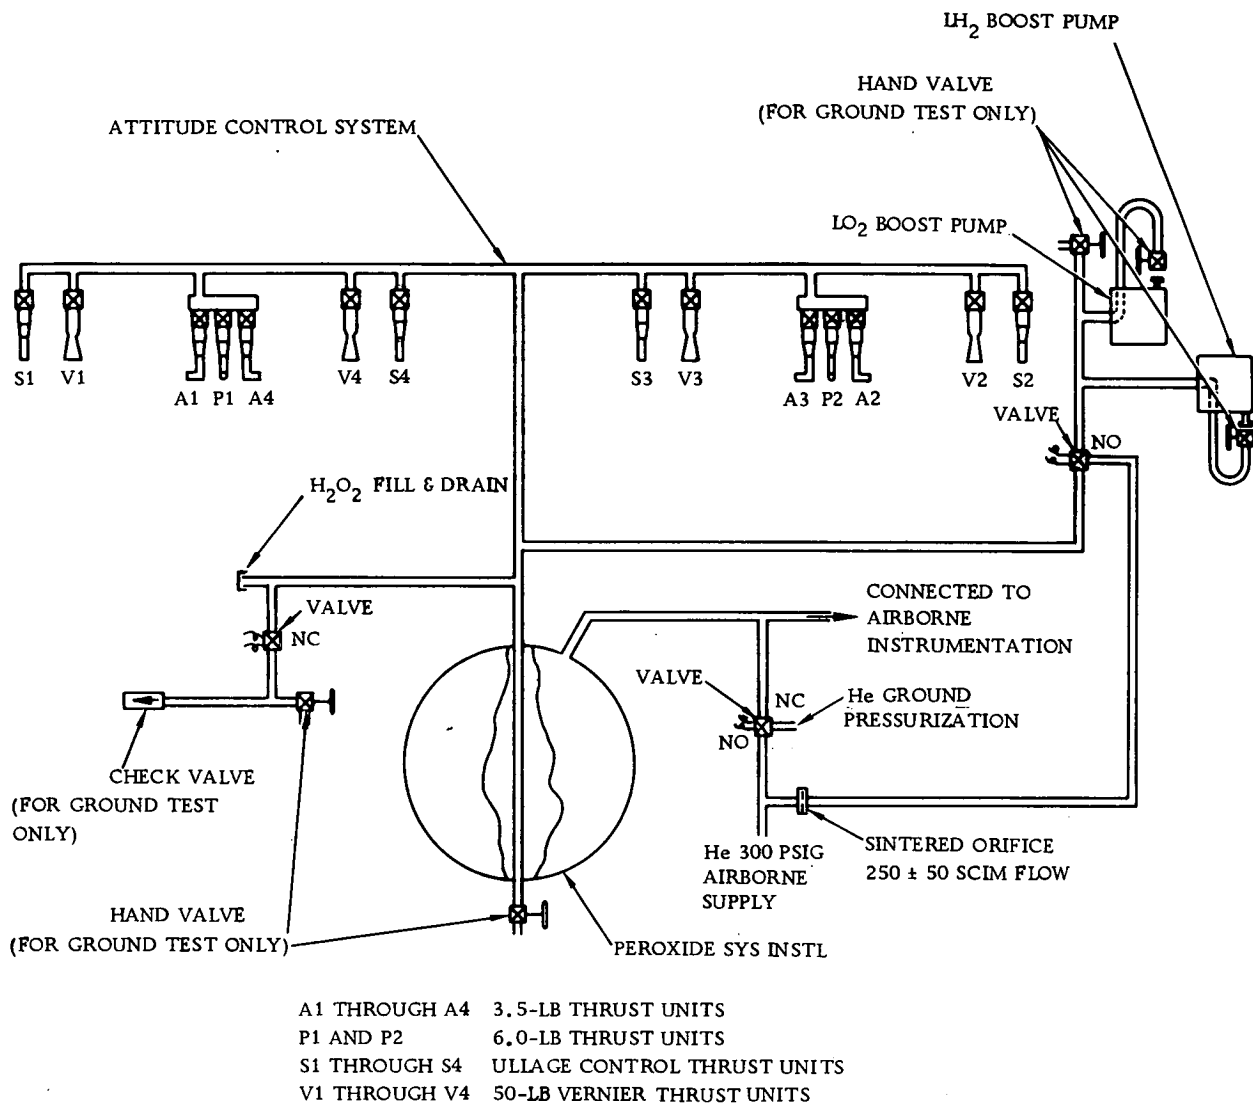 LH2 BOOST PUMP
HAND VALVE
(FOR GROUND TEST ONLY)
ATTITUDE CONTROL SYSTEM
LO2 BOOST PUMP
S1
V1
A1
P1
A4
V4
S4
S3
V3
A3
P2
A2
V2
S2
VALVE
NO
H2O2 FILL & DRAIN
VALVE
NC
CONNECTED TO
AIRBORNE
INSTRUMENTATION
VALVE
NC
NO
He GROUND
PRESSURIZATION
CHECK VALVE
(FOR GROUND TEST
ONLY)
He 300 PSIG
AIRBORNE
SUPPLY
SINTERED ORIFICE
250 ± 50 SCIM FLOW
HAND VALVE
(FOR GROUND TEST ONLY)
PEROXIDE SYS INSTL
A1 THROUGH A4 3.5-LB THRUST UNITS
P1 AND P2 6.0-LB THRUST UNITS
S1 THROUGH S4 ULLAGE CONTROL THRUST UNITS
V1 THROUGH V4 50-LB VERNIER THRUST UNITS